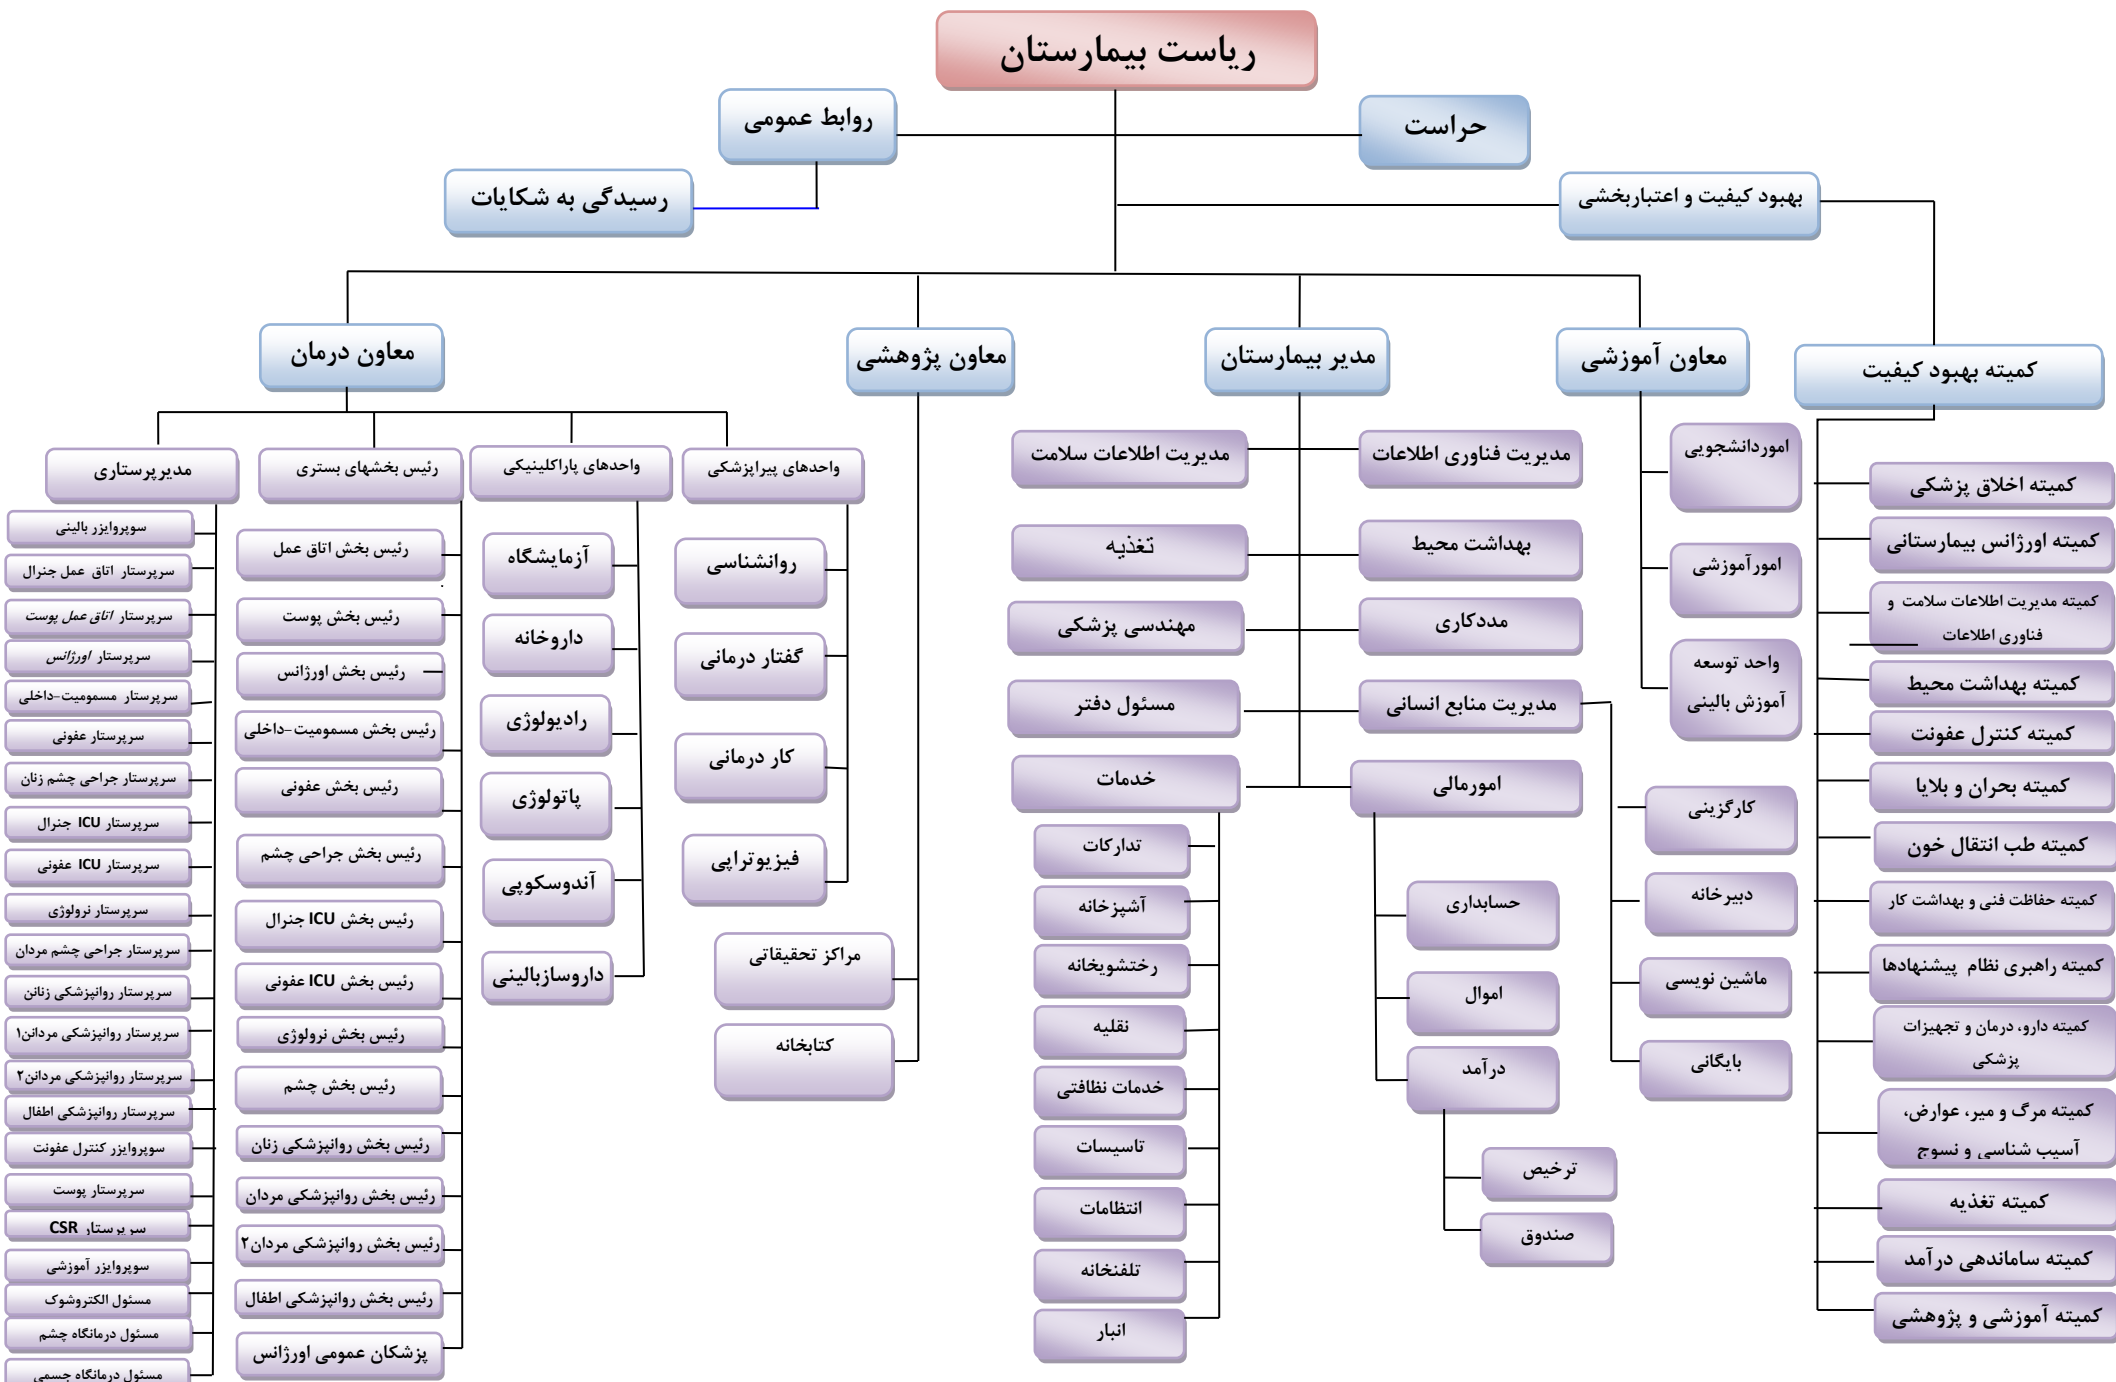 ریاست بیمارستان
روابط عمومی
حراست
رسیدگی به شکایات
بهبود کیفیت و اعتباربخشی
کمیته بهبود کیفیت
معاون آموزشی
مدیر بیمارستان
معاون پژوهشی
معاون درمان
کمیته اخلاق پزشکی
کمیته اورژانس بیمارستانی
کمیته مدیریت اطلاعات سلامت و
فناوری اطلاعات
کمیته بهداشت محیط
کمیته کنترل عفونت
کمیته بحران و بلایا
کمیته طب انتقال خون
کمیته حفاظت فنی و بهداشت کار
کمیته راهبری نظام پیشنهادها
کمیته دارو، درمان و تجهیزات
پزشکی
کمیته مرگ و میر، عوارض،
آسیب شناسی و نسوج
کمیته تغذیه
کمیته ساماندهی درآمد
کمیته آموزشی و پژوهشی
اموردانشجویی
امورآموزشی
واحد توسعه
آموزش بالینی
مدیریت فناوری اطلاعات
مدیریت اطلاعات سلامت
بهداشت محیط
تغذیه
مددکاری
مهندسی پزشکی
مدیریت منابع انسانی
مسئول دفتر
امورمالی
خدمات
کارگزینی
دبیرخانه
ماشین نویسی
بایگانی
حسابداری
اموال
درآمد
ترخیص
صندوق
تدارکات
آشپزخانه
رختشویخانه
نقلیه
خدمات نظافتی
تاسیسات
انتظامات
تلفنخانه
انبار
مراکز تحقیقاتی
کتابخانه
واحدهای پیراپزشکی
روانشناسی
گفتار درمانی
کار درمانی
فیزیوتراپی
واحدهای پاراکلینیکی
آزمایشگاه
داروخانه
رادیولوژی
پاتولوژی
آندوسکوپی
داروسازبالینی
رئیس بخشهای بستری
رئیس بخش اتاق عمل
رئیس بخش پوست
رئیس بخش اورژانس
رئیس بخش مسمومیت-داخلی
رئیس بخش عفونی
رئیس بخش جراحی چشم
رئیس بخش ICU جنرال
رئیس بخش ICU عفونی
رئیس بخش نرولوژی
رئیس بخش چشم
رئیس بخش روانپزشکی زنان
رئیس بخش روانپزشکی مردان
رئیس بخش روانپزشکی مردان۲
رئیس بخش روانپزشکی اطفال
پزشکان عمومی اورژانس
مدیرپرستاری
سوپروایزر بالینی
سرپرستار اتاق عمل جنرال
سرپرستار اتاق عمل پوست
سرپرستار اورژانس
سرپرستار مسمومیت-داخلی
سرپرستار عفونی
سرپرستار جراحی چشم زنان
سرپرستار ICU جنرال
سرپرستار ICU عفونی
سرپرستار نرولوژی
سرپرستار جراحی چشم مردان
سرپرستار روانپزشکی زنانن
سرپرستار روانپزشکی مردانن۱
سرپرستار روانپزشکی مردانن۲
سرپرستار روانپزشکی اطفال
سوپروایزر کنترل عفونت
سرپرستار پوست
سرپرستار CSR
سوپروایزر آموزشی
مسئول الکتروشوک
مسئول درمانگاه چشم
مسئول درمانگاه جسمی